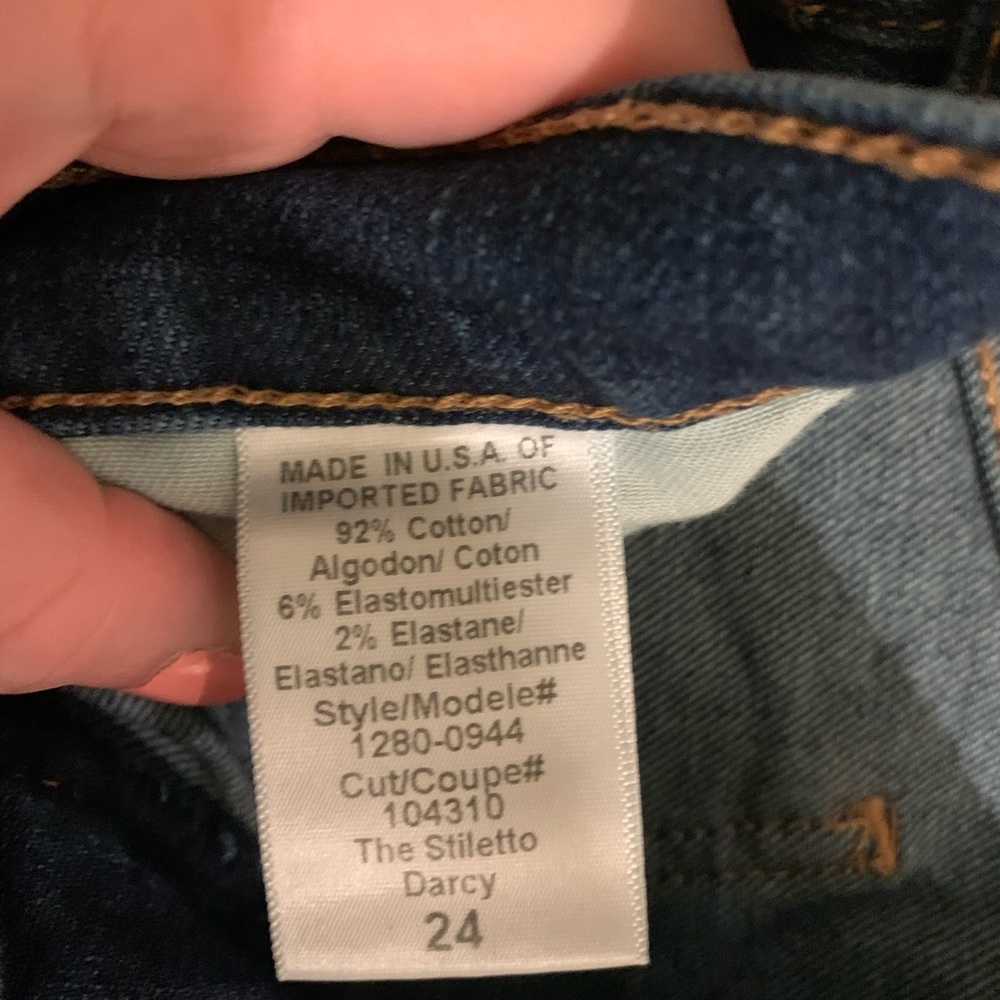 MADE IN U.S.A. OF
IMPORTED FABRIC
92% Cotton/
Algodon/ Coton
6% Elastomultiester
2% Elastane/
Elastano/ Elasthanne
Style/Modele#
1280-0944
Cut/Coupe#
104310
The Stiletto
Darcy
24